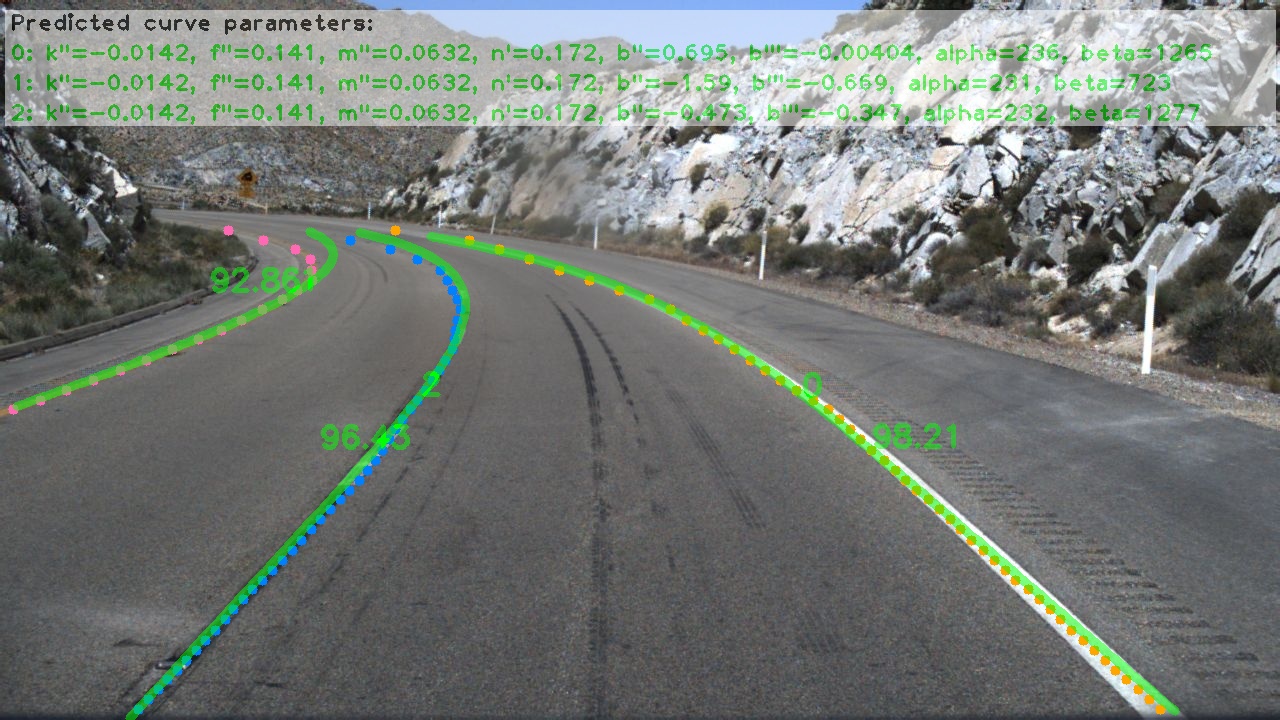 Predicted curve parameters:
0: k''=-0.0142, f''=0.141, m''=0.0632, n'=0.172, b''=0.695, b'''=-0.00404, alpha=236, beta=1265
1: k''=-0.0142, f''=0.141, m''=0.0632, n'=0.172, b''=-1.59, b'''=-0.669, alpha=231, beta=723
2: k''=-0.0142, f''=0.141, m''=0.0632, n'=0.172, b''=-0.473, b'''=-0.347, alpha=232, beta=1277
92.86
2
0
96.43
98.21